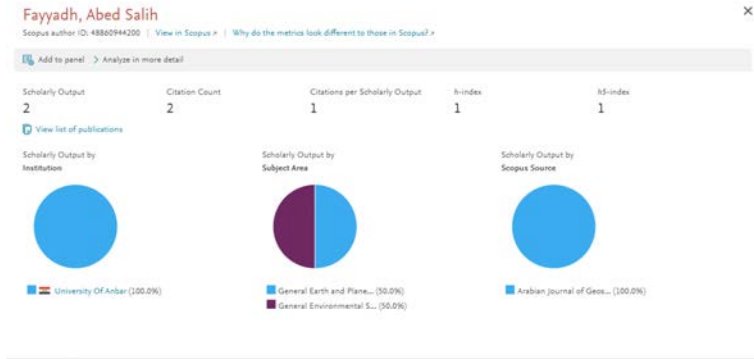 Fayyadh, Abed Salih
Scopus author ID: 48860944200 | View in Scopus > | Why do the metrics look different to those in Scopus? >
Add to panel > Analyze in more detail
Scholarly Output
2
Citation Count
2
Citations per Scholarly Output
1
h-index
1
h5-index
1
View list of publications
Scholarly Output by
Institution
Scholarly Output by
Subject Area
Scholarly Output by
Scopus Source
University Of Anbar (100.0%)
General Earth and Plane... (50.0%)
General Environmental S... (50.0%)
Arabian Journal of Geos... (100.0%)